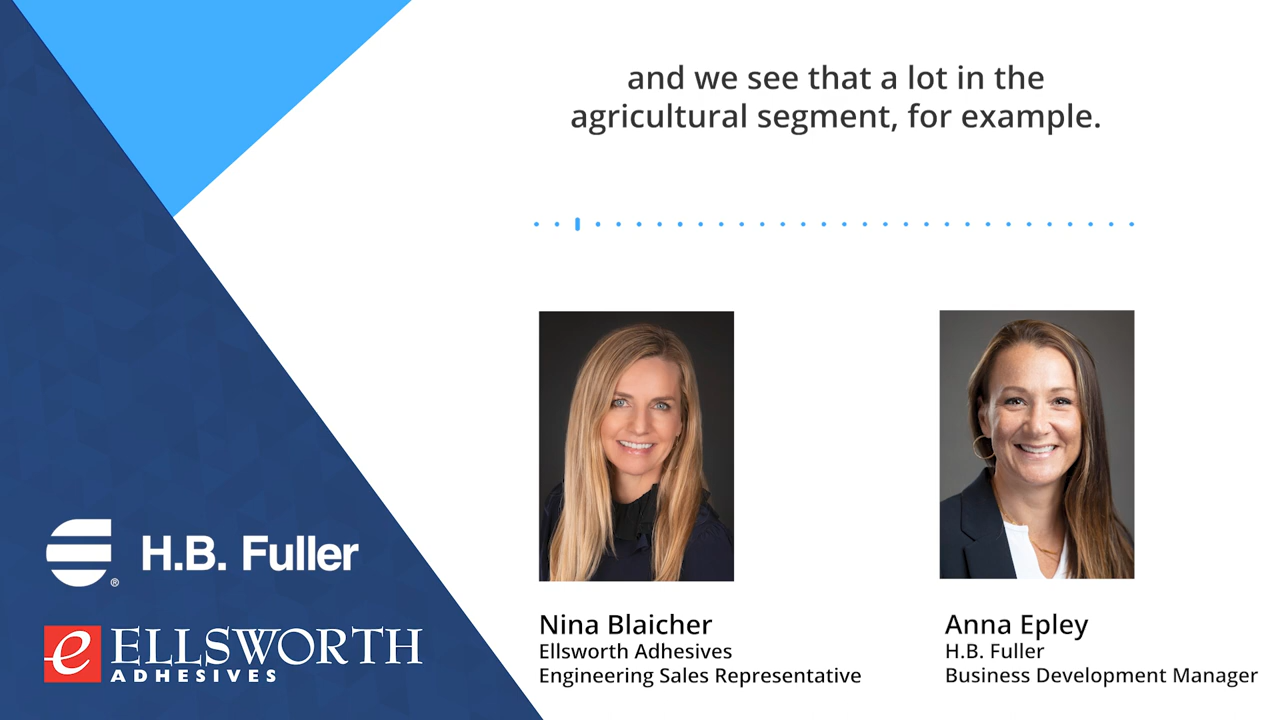 and we see that a lot in the
agricultural segment, for example.
H.B. Fuller
®
e ELLSWORTH
ADHESIVES
Nina Blaicher
Ellsworth Adhesives
Engineering Sales Representative
Anna Epley
H.B. Fuller
Business Development Manager